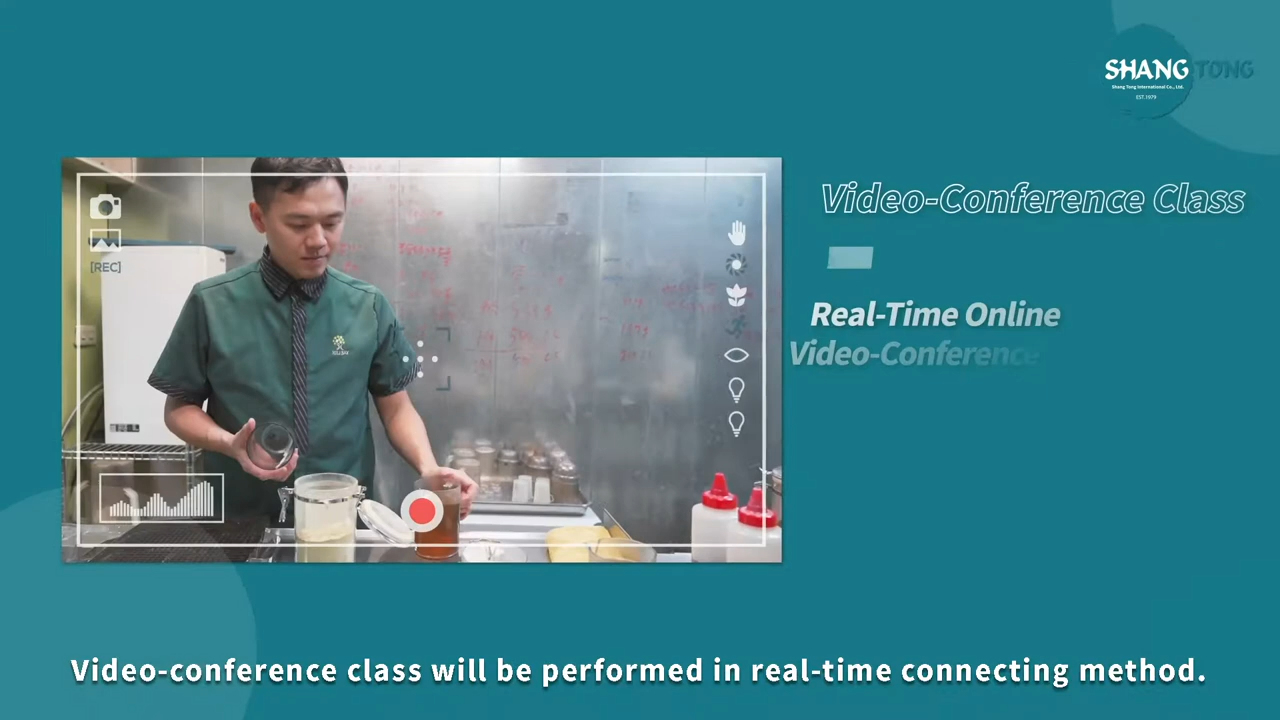 SHANG TONG
Shang Tong International Co., Ltd.
EST.1979
Video-Conference Class
Real-Time Online
Video-Conference
[REC]
Video-conference class will be performed in real-time connecting method.